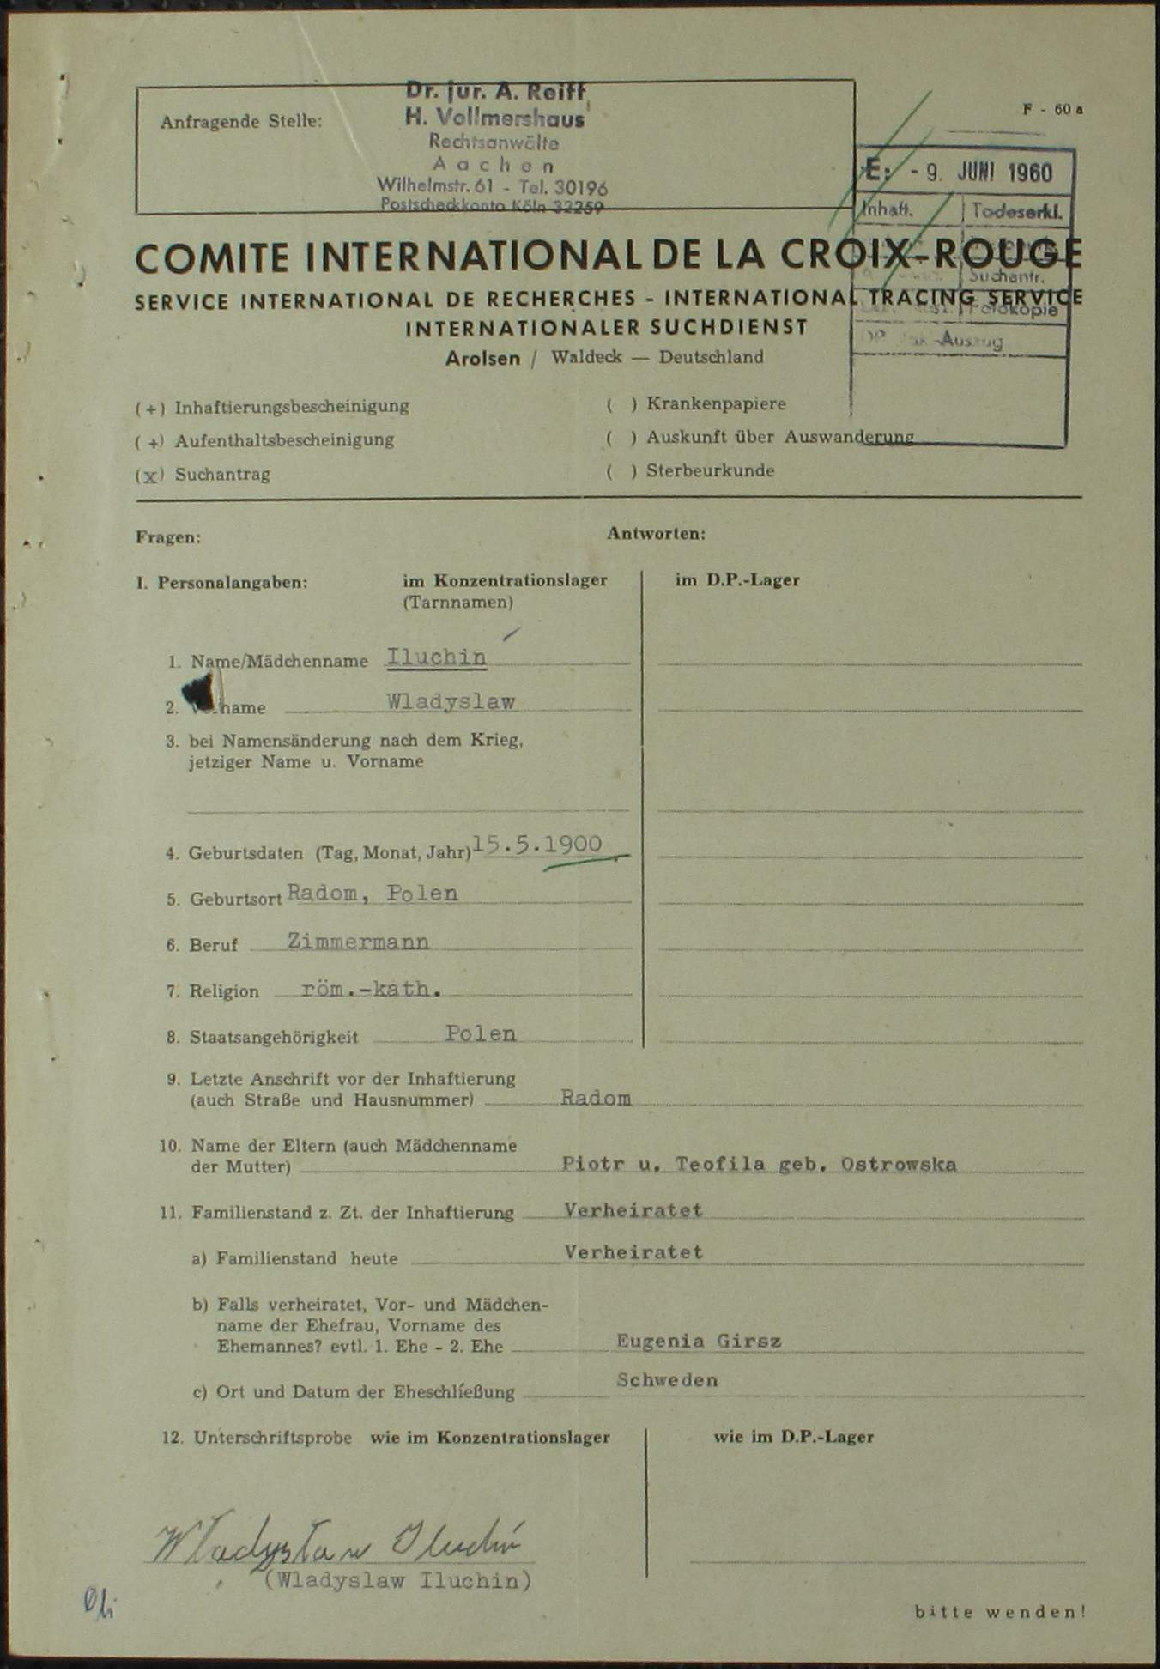 Anfragende Stelle:
Dr. jur. A. Reiff
H. Vollmershaus
Rechtsanwälte
Aachen
Wilhelmstr. 61 - Tel. 30196
Postscheckkonto Köln 32259
F - 60 a
E: - 9. JUNI 1960
Inhaft. Todeserkl.
Suchantr.
Fotokopie
Auszug
COMITE INTERNATIONAL DE LA CROIX-ROUGE
SERVICE INTERNATIONAL DE RECHERCHES - INTERNATIONAL TRACING SERVICE
INTERNATIONALER SUCHDIENST
Arolsen / Waldeck — Deutschland
(+) Inhaftierungsbescheinigung ( ) Krankenpapiere
(+) Aufenthaltsbescheinigung ( ) Auskunft über Auswanderung
(x) Suchantrag ( ) Sterbeurkunde
Fragen: Antworten:
I. Personalangaben: im Konzentrationslager im D.P.-Lager
(Tarnnamen)
1. Name/Mädchenname Iluchin
2. Vorname Wladyslaw
3. bei Namensänderung nach dem Krieg,
jetziger Name u. Vorname
4. Geburtsdaten (Tag, Monat, Jahr) 15.5.1900
5. Geburtsort Radom, Polen
6. Beruf Zimmermann
7. Religion röm.-kath.
8. Staatsangehörigkeit Polen
9. Letzte Anschrift vor der Inhaftierung
(auch Straße und Hausnummer) Radom
10. Name der Eltern (auch Mädchenname
der Mutter) Piotr u. Teofila geb. Ostrowska
11. Familienstand z. Zt. der Inhaftierung Verheiratet
a) Familienstand heute Verheiratet
b) Falls verheiratet, Vor- und Mädchen-
name der Ehefrau, Vorname des
Ehemannes? evtl. 1. Ehe - 2. Ehe Eugenia Girsz
c) Ort und Datum der Eheschließung Schweden
12. Unterschriftsprobe wie im Konzentrationslager wie im D.P.-Lager
Władysław Iluchin
(Wladyslaw Iluchin)
bitte wenden!